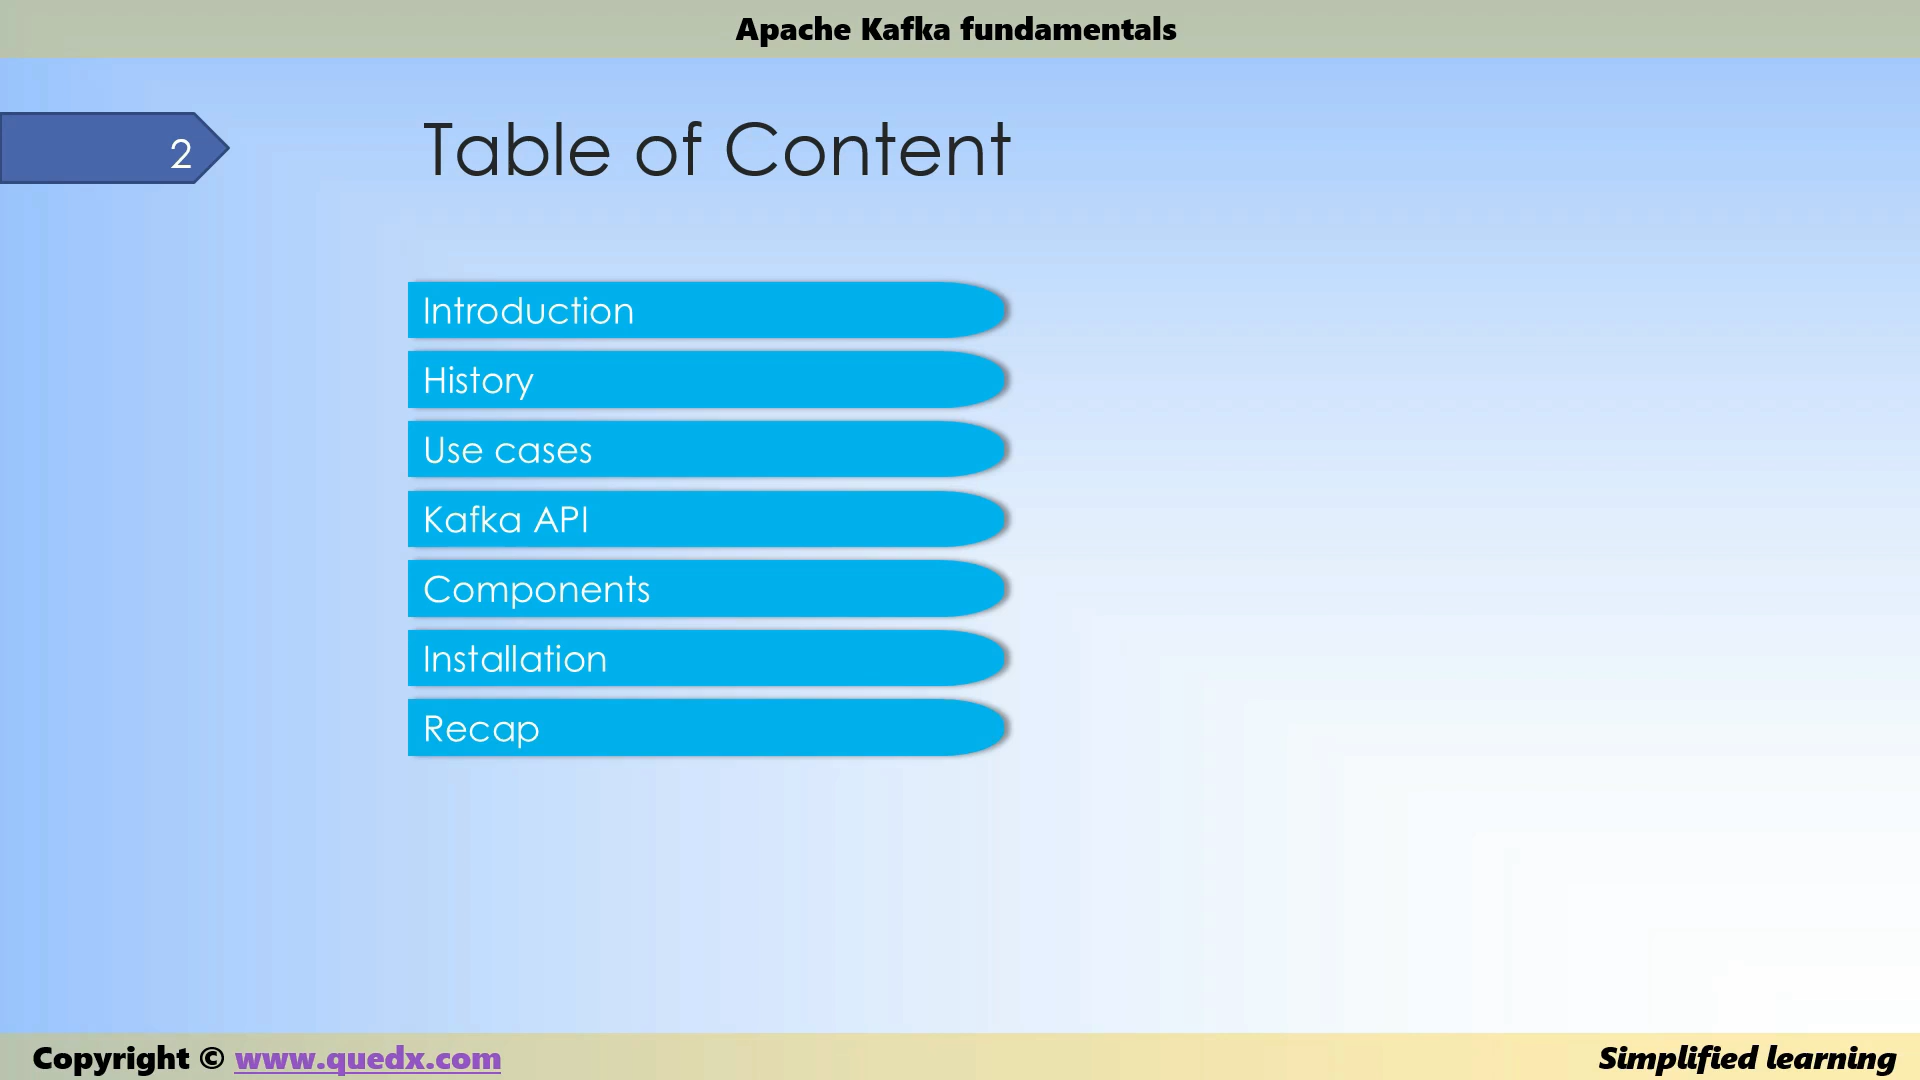 Apache Kafka fundamentals
2
Table of Content
Introduction
History
Use cases
Kafka API
Components
Installation
Recap
Copyright © www.quedx.com
Simplified learning